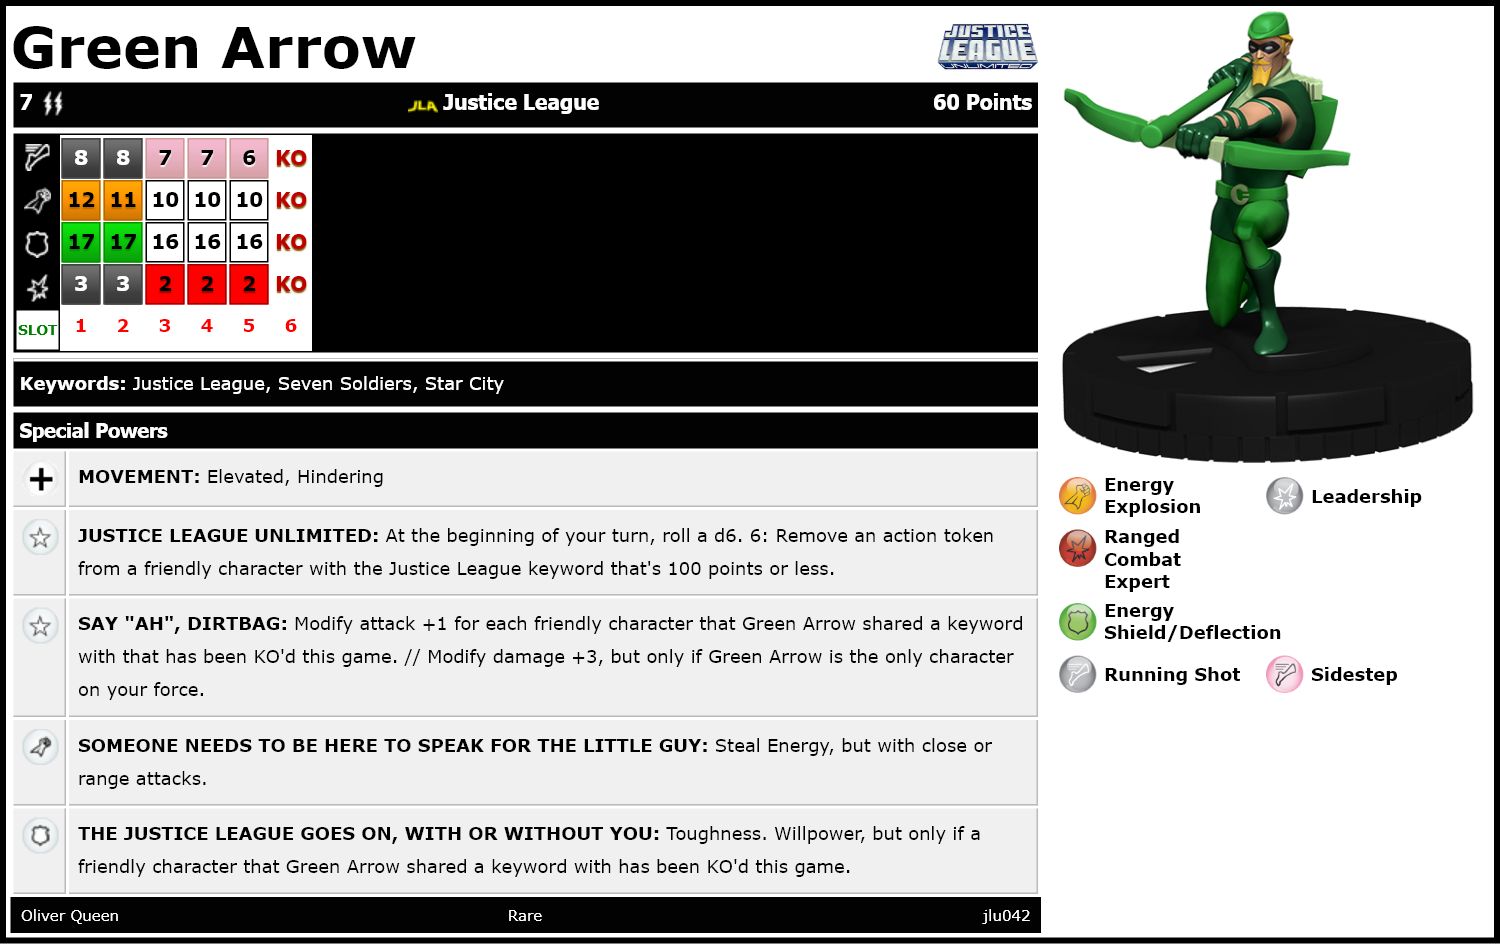 Green Arrow
JUSTICE
LEAGUE
UNLIMITED
7 JLA Justice League 60 Points
8 8 7 7 6 KO
12 11 10 10 10 KO
17 17 16 16 16 KO
3 3 2 2 2 KO
SLOT 1 2 3 4 5 6
Keywords: Justice League, Seven Soldiers, Star City
Special Powers
MOVEMENT: Elevated, Hindering
JUSTICE LEAGUE UNLIMITED: At the beginning of your turn, roll a d6. 6: Remove an action token
from a friendly character with the Justice League keyword that's 100 points or less.
SAY "AH", DIRTBAG: Modify attack +1 for each friendly character that Green Arrow shared a keyword
with that has been KO'd this game. // Modify damage +3, but only if Green Arrow is the only character
on your force.
SOMEONE NEEDS TO BE HERE TO SPEAK FOR THE LITTLE GUY: Steal Energy, but with close or
range attacks.
THE JUSTICE LEAGUE GOES ON, WITH OR WITHOUT YOU: Toughness. Willpower, but only if a
friendly character that Green Arrow shared a keyword with has been KO'd this game.
Oliver Queen Rare jlu042
G
Energy
Explosion
Leadership
Ranged
Combat
Expert
Energy
Shield/Deflection
Running Shot
Sidestep